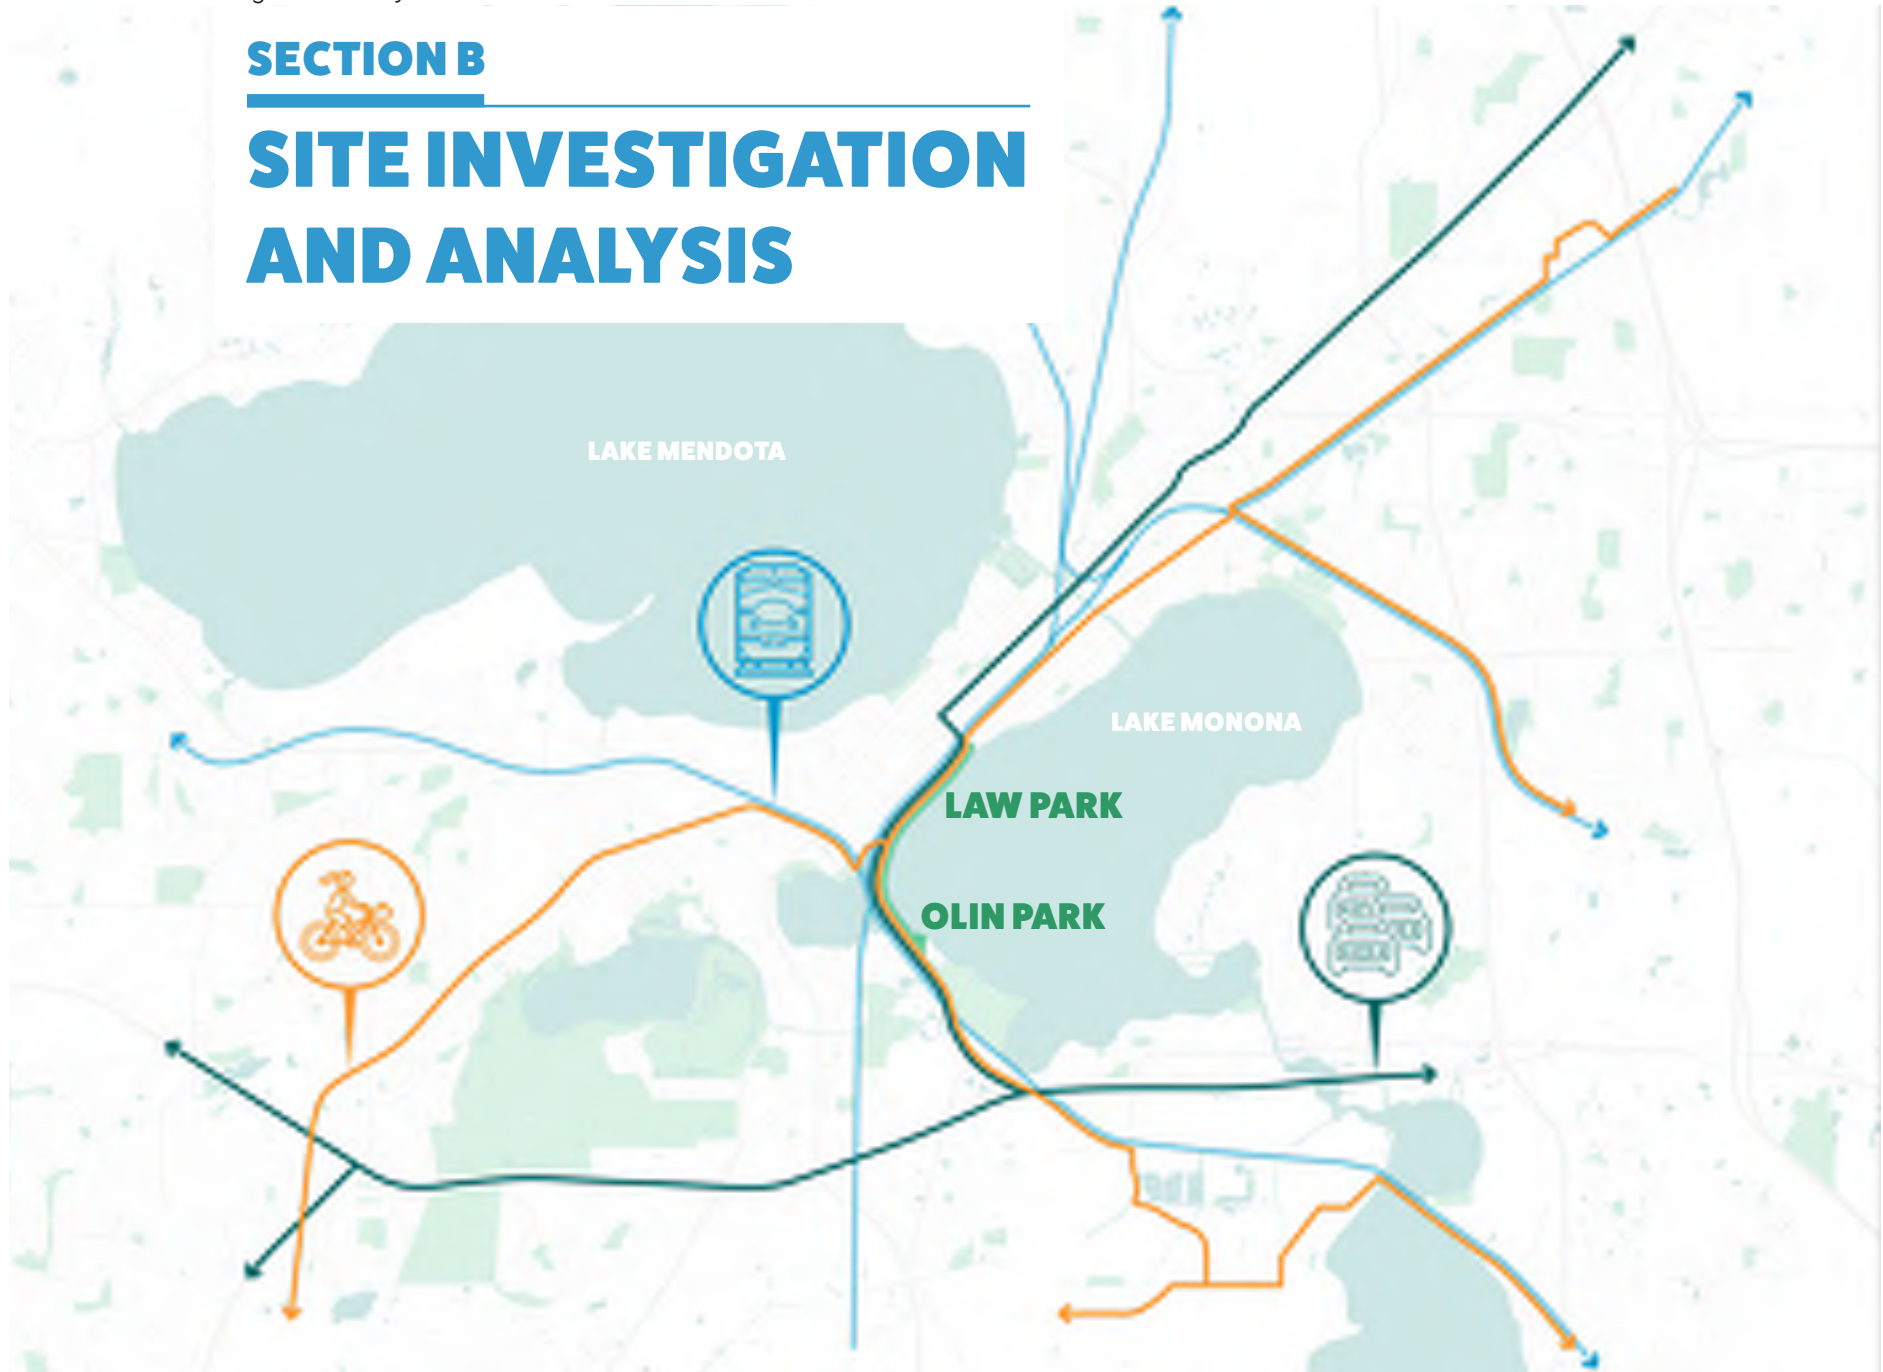 SECTION B
SITE INVESTIGATION
AND ANALYSIS
LAKE MENDOTA
LAKE MONONA
LAW PARK
OLIN PARK